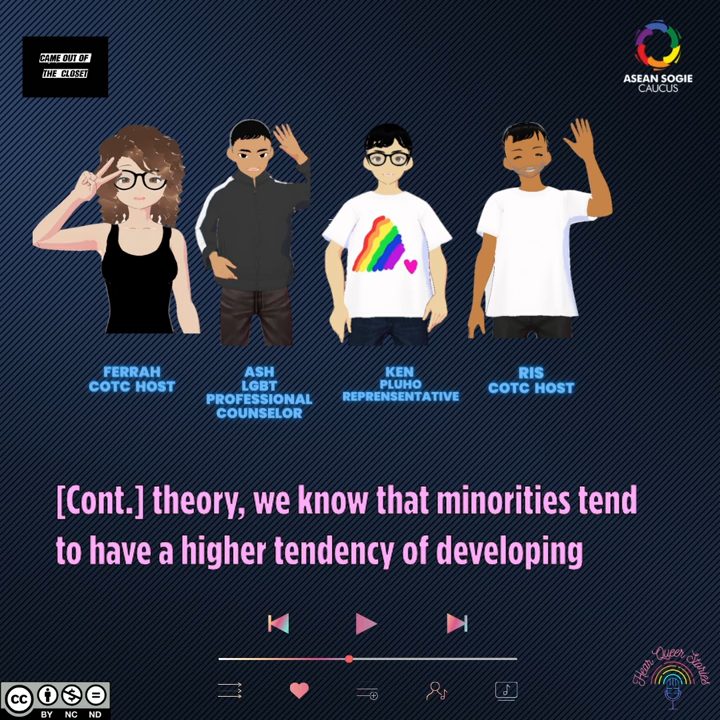 CAME OUT OF
THE CLOSET
ASEAN SOGIE
CAUCUS
FERRAH
COTC HOST
ASH
LGBT
PROFESSIONAL
COUNSELOR
KEN
PLUHO
REPRENSENTATIVE
RIS
COTC HOST
[Cont.] theory, we know that minorities tend
to have a higher tendency of developing
Hear Queer Stories
cc
BY NC ND